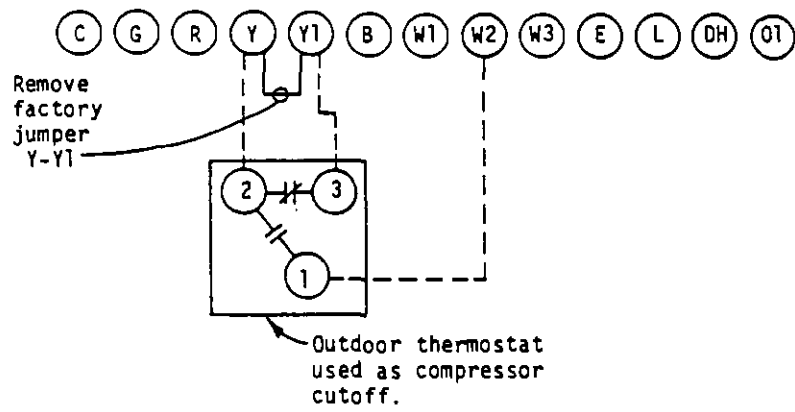 C G R Y Y1 B W1 W2 W3 E L DH O1
Remove
factory
jumper
Y-Y1
2 3
1
Outdoor thermostat
used as compressor
cutoff.